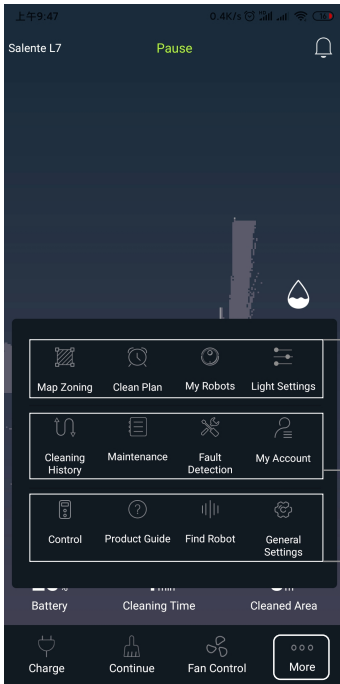 上午9:47 0.4K/s
Salente L7 Pause
Map Zoning Clean Plan My Robots Light Settings
Cleaning History Maintenance Fault Detection My Account
Control Product Guide Find Robot General Settings
min
Battery Cleaning Time Cleaned Area
Charge Continue Fan Control More